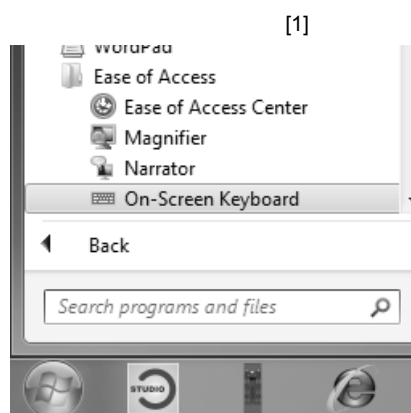 [1]
WordPad
Ease of Access
Ease of Access Center
Magnifier
Narrator
On-Screen Keyboard
Back
Search programs and files
STUDIO